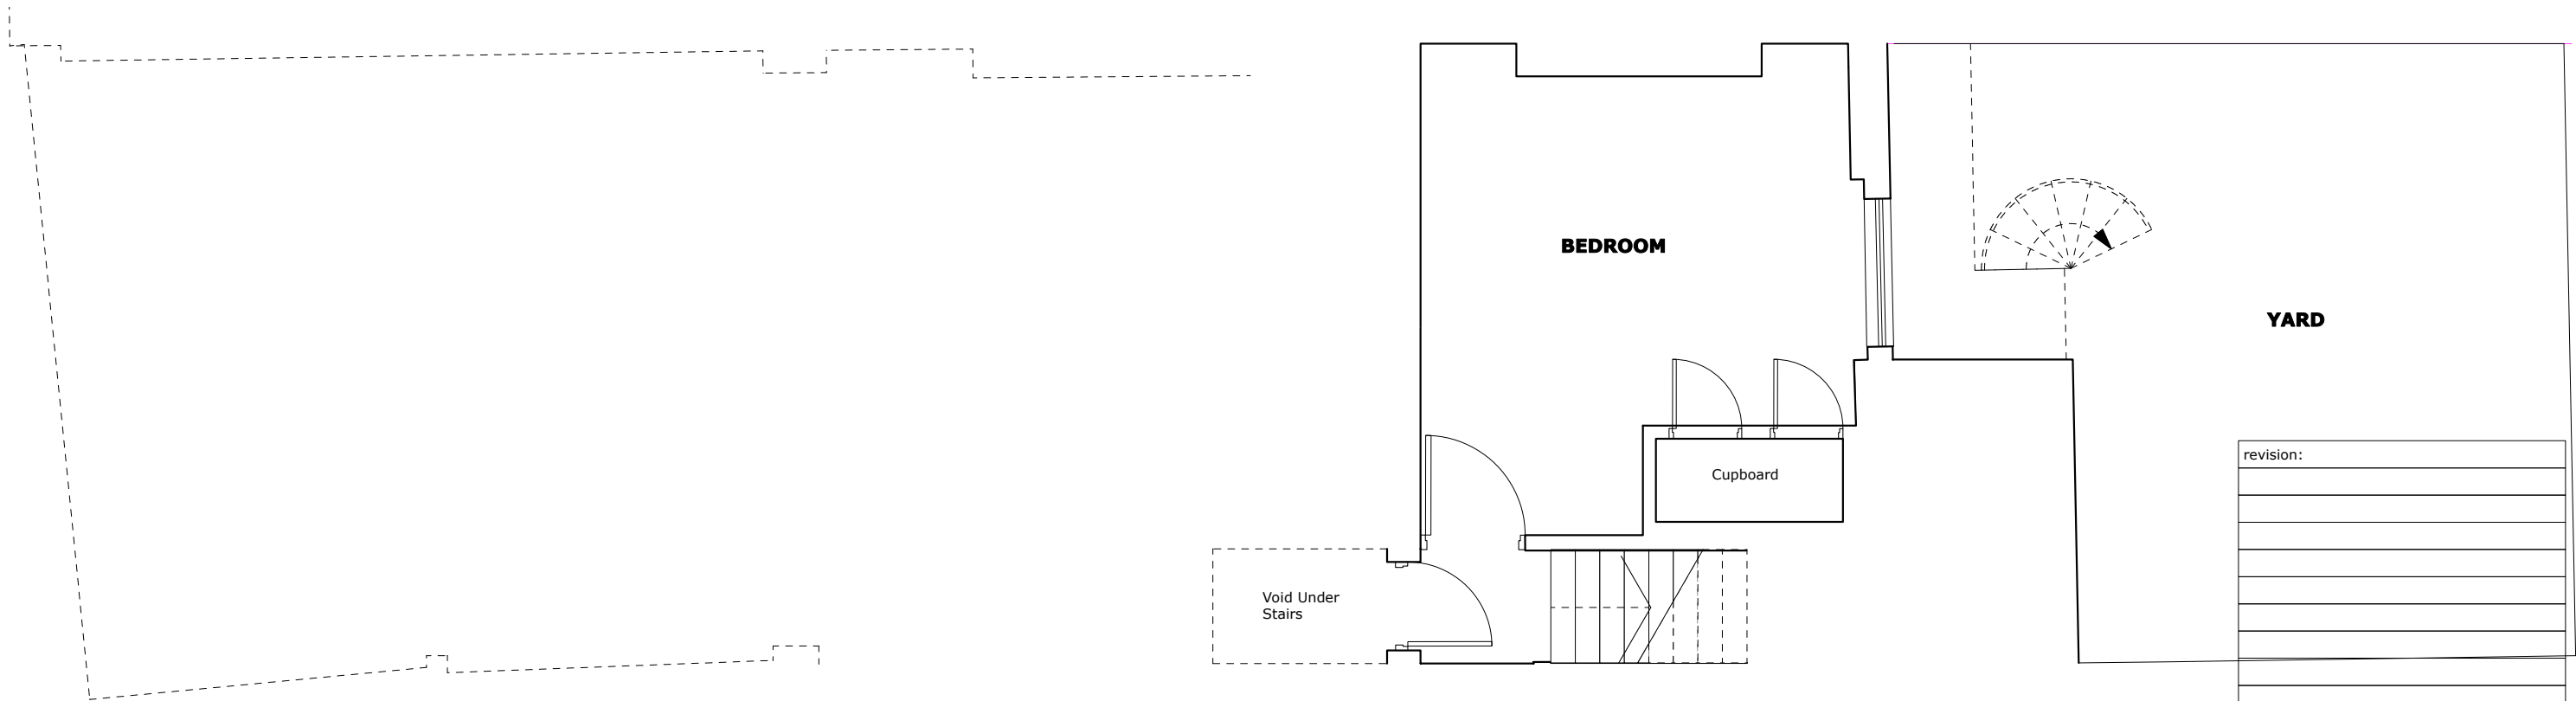 BEDROOM
YARD
revision:
Cupboard
Void Under
Stairs